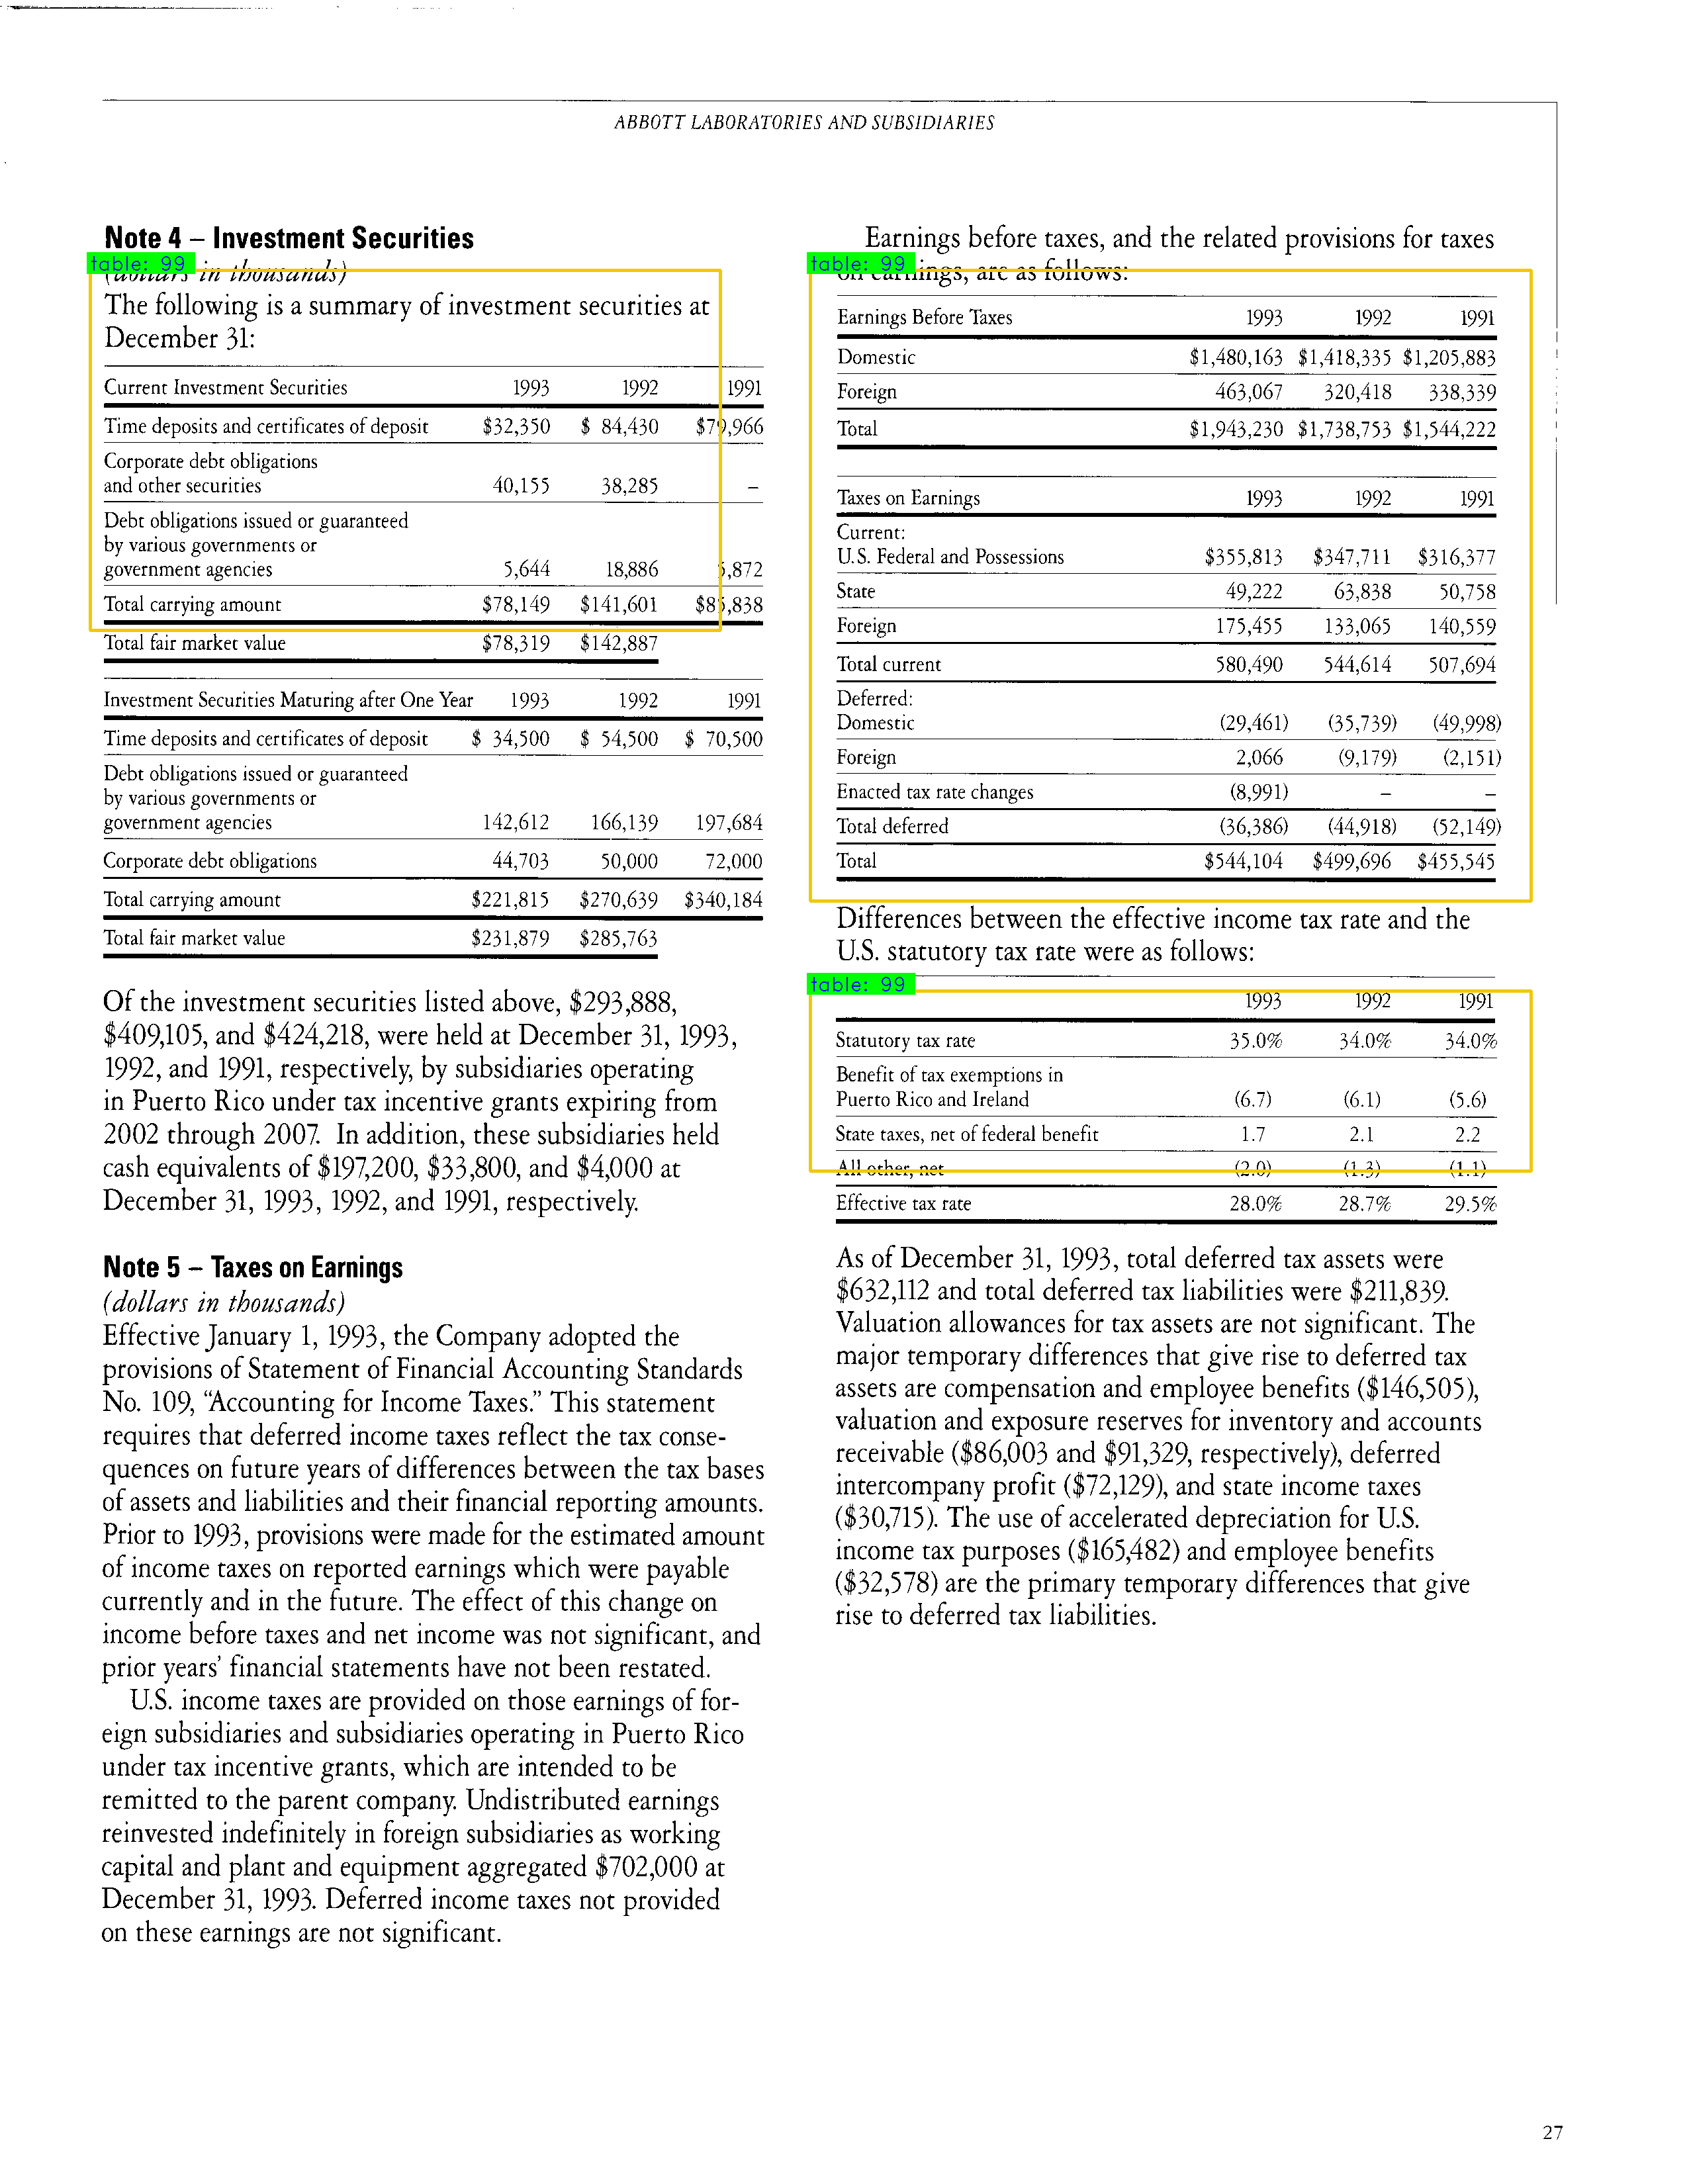 ABBOTT LABORATORIES AND SUBSIDIARIES
Note 4 – Investment Securities
table: 99
in thousands)
The following is a summary of investment securities at
December 31:
Current Investment Securities 1993 1992 1991
Time deposits and certificates of deposit $32,350 $ 84,430 $79,966
Corporate debt obligations
and other securities 40,155 38,285 –
Debt obligations issued or guaranteed
by various governments or
government agencies 5,644 18,886 5,872
Total carrying amount $78,149 $141,601 $85,838
Total fair market value $78,319 $142,887
Investment Securities Maturing after One Year 1993 1992 1991
Time deposits and certificates of deposit $ 34,500 $ 54,500 $ 70,500
Debt obligations issued or guaranteed
by various governments or
government agencies 142,612 166,139 197,684
Corporate debt obligations 44,703 50,000 72,000
Total carrying amount $221,815 $270,639 $340,184
Total fair market value $231,879 $285,763
Of the investment securities listed above, $293,888,
$409,105, and $424,218, were held at December 31, 1993,
1992, and 1991, respectively, by subsidiaries operating
in Puerto Rico under tax incentive grants expiring from
2002 through 2007. In addition, these subsidiaries held
cash equivalents of $197,200, $33,800, and $4,000 at
December 31, 1993, 1992, and 1991, respectively.
Note 5 – Taxes on Earnings
(dollars in thousands)
Effective January 1, 1993, the Company adopted the
provisions of Statement of Financial Accounting Standards
No. 109, “Accounting for Income Taxes.” This statement
requires that deferred income taxes reflect the tax conse-
quences on future years of differences between the tax bases
of assets and liabilities and their financial reporting amounts.
Prior to 1993, provisions were made for the estimated amount
of income taxes on reported earnings which were payable
currently and in the future. The effect of this change on
income before taxes and net income was not significant, and
prior years’ financial statements have not been restated.
U.S. income taxes are provided on those earnings of for-
eign subsidiaries and subsidiaries operating in Puerto Rico
under tax incentive grants, which are intended to be
remitted to the parent company. Undistributed earnings
reinvested indefinitely in foreign subsidiaries as working
capital and plant and equipment aggregated $702,000 at
December 31, 1993. Deferred income taxes not provided
on these earnings are not significant.
Earnings before taxes, and the related provisions for taxes
table: 99
on earnings, are as follows:
Earnings Before Taxes 1993 1992 1991
Domestic $1,480,163 $1,418,335 $1,205,883
Foreign 463,067 320,418 338,339
Total $1,943,230 $1,738,753 $1,544,222
Taxes on Earnings 1993 1992 1991
Current:
U.S. Federal and Possessions $355,813 $347,711 $316,377
State 49,222 63,838 50,758
Foreign 175,455 133,065 140,559
Total current 580,490 544,614 507,694
Deferred:
Domestic (29,461) (35,739) (49,998)
Foreign 2,066 (9,179) (2,151)
Enacted tax rate changes (8,991) – –
Total deferred (36,386) (44,918) (52,149)
Total $544,104 $499,696 $455,545
Differences between the effective income tax rate and the
U.S. statutory tax rate were as follows:
table: 99
1993 1992 1991
Statutory tax rate 35.0% 34.0% 34.0%
Benefit of tax exemptions in
Puerto Rico and Ireland (6.7) (6.1) (5.6)
State taxes, net of federal benefit 1.7 2.1 2.2
All other, net (2.0) (1.3) (1.1)
Effective tax rate 28.0% 28.7% 29.5%
As of December 31, 1993, total deferred tax assets were
$632,112 and total deferred tax liabilities were $211,839.
Valuation allowances for tax assets are not significant. The
major temporary differences that give rise to deferred tax
assets are compensation and employee benefits ($146,505),
valuation and exposure reserves for inventory and accounts
receivable ($86,003 and $91,329, respectively), deferred
intercompany profit ($72,129), and state income taxes
($30,715). The use of accelerated depreciation for U.S.
income tax purposes ($165,482) and employee benefits
($32,578) are the primary temporary differences that give
rise to deferred tax liabilities.
27